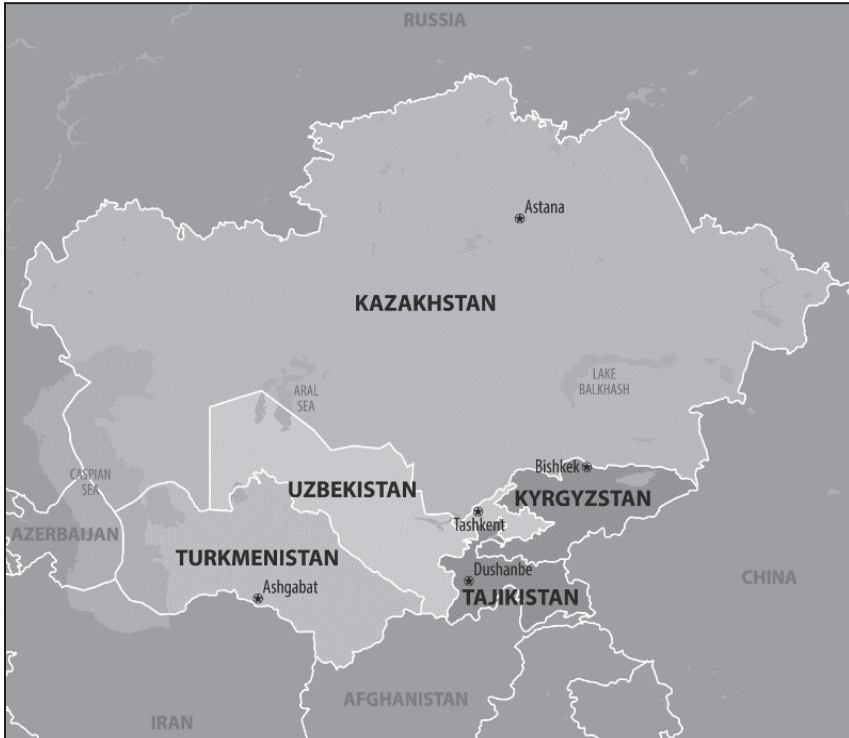 RUSSIA
Astana
KAZAKHSTAN
ARAL
SEA
LAKE
BALKHASH
Bishkek
CASPIAN
SEA
UZBEKISTAN
KYRGYZSTAN
Tashkent
AZERBAIJAN
TURKMENISTAN
Dushanbe
CHINA
Ashgabat
TAJIKISTAN
AFGHANISTAN
IRAN